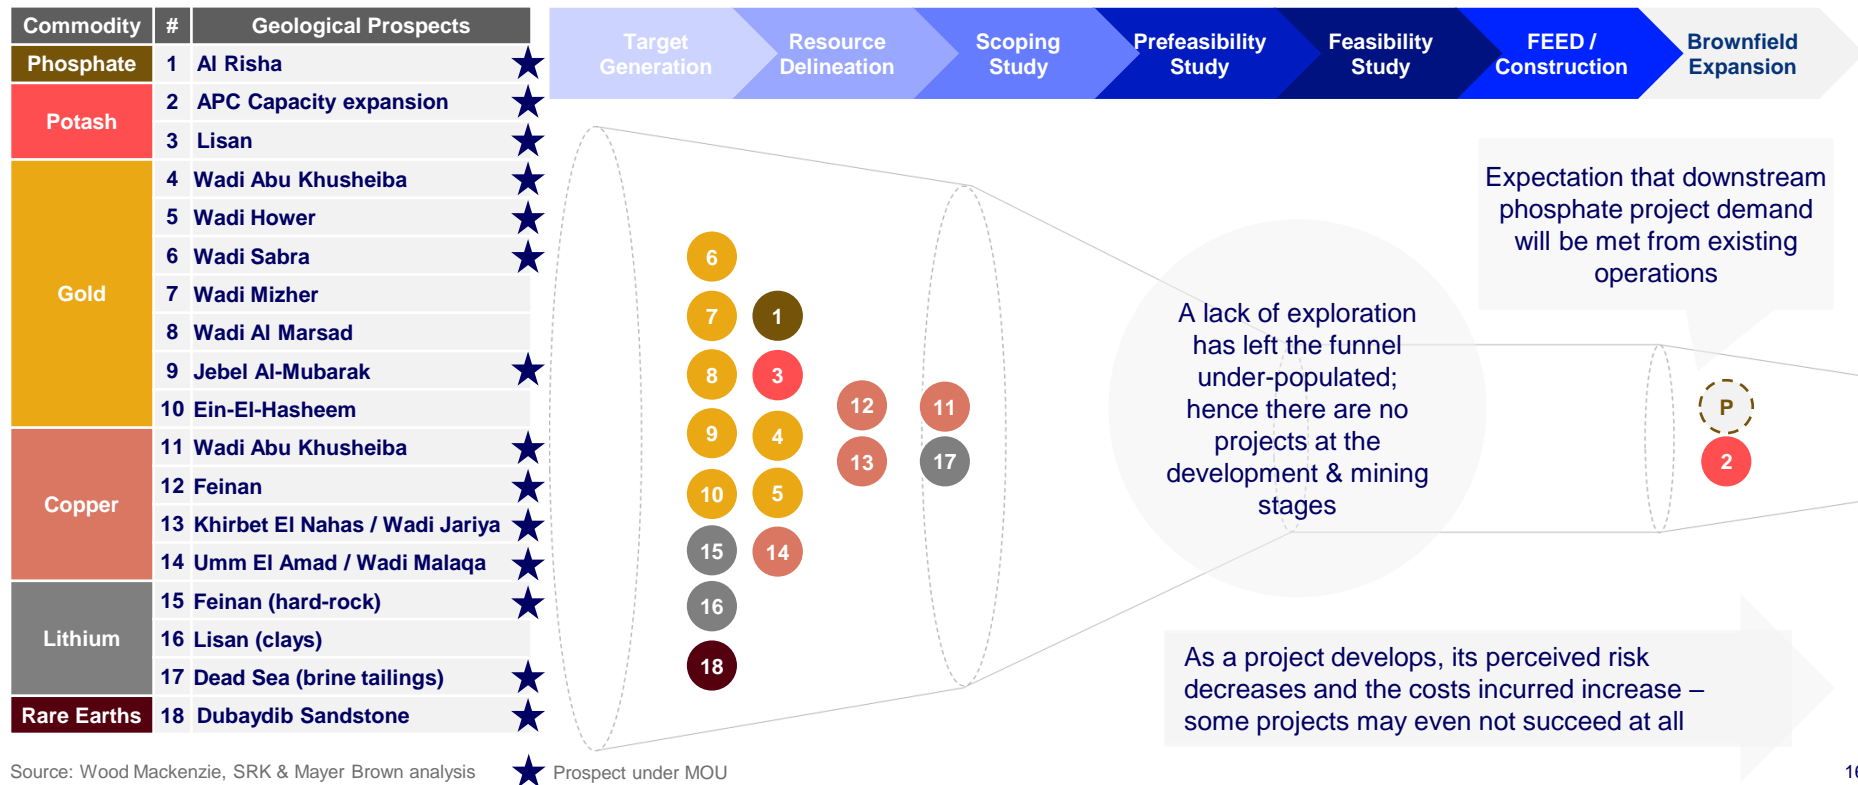 Commodity # Geological Prospects
Phosphate 1 Al Risha
Potash
2 APC Capacity expansion
3 Lisan
Gold
4 Wadi Abu Khusheiba
5 Wadi Hower
6 Wadi Sabra
7 Wadi Mizher
8 Wadi Al Marsad
9 Jebel Al-Mubarak
10 Ein-El-Hasheem
Copper
11 Wadi Abu Khusheiba
12 Feinan
13 Khirbet El Nahas / Wadi Jariya
14 Umm El Amad / Wadi Malaqa
Lithium
15 Feinan (hard-rock)
16 Lisan (clays)
17 Dead Sea (brine tailings)
Rare Earths 18 Dubaydib Sandstone
Target
Generation
Resource
Delineation
Scoping
Study
Prefeasibility
Study
Feasibility
Study
FEED /
Construction
Brownfield
Expansion
6
7
8
9
10
15
16
18
1
3
4
5
14
12
13
11
17
A lack of exploration
has left the funnel
under-populated;
hence there are no
projects at the
development & mining
stages
Expectation that downstream
phosphate project demand
will be met from existing
operations
P
2
As a project develops, its perceived risk
decreases and the costs incurred increase –
some projects may even not succeed at all
Source: Wood Mackenzie, SRK & Mayer Brown analysis
Prospect under MOU
16